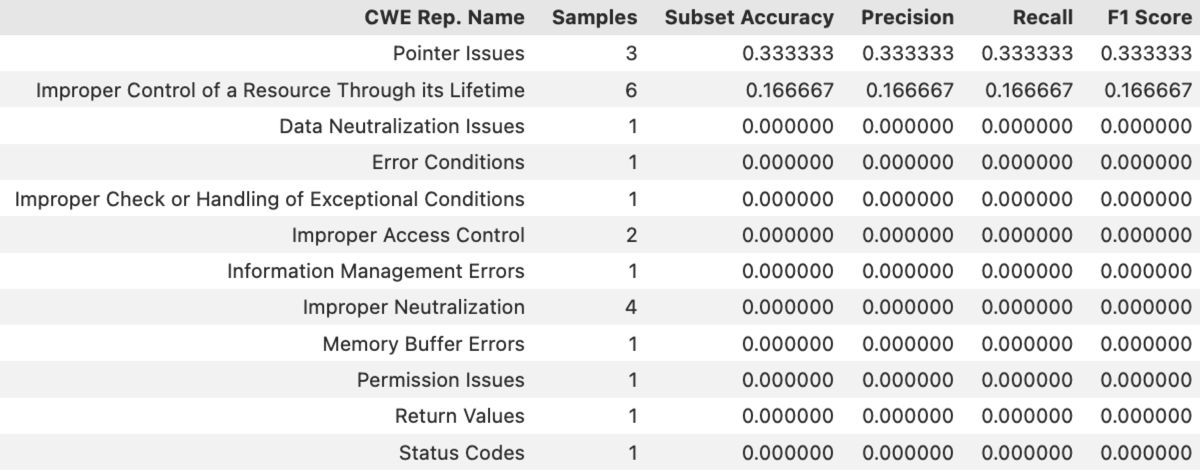 CWE Rep. Name Samples Subset Accuracy Precision Recall F1 Score
Pointer Issues 3 0.333333 0.333333 0.333333 0.333333
Improper Control of a Resource Through its Lifetime 6 0.166667 0.166667 0.166667 0.166667
Data Neutralization Issues 1 0.000000 0.000000 0.000000 0.000000
Error Conditions 1 0.000000 0.000000 0.000000 0.000000
Improper Check or Handling of Exceptional Conditions 1 0.000000 0.000000 0.000000 0.000000
Improper Access Control 2 0.000000 0.000000 0.000000 0.000000
Information Management Errors 1 0.000000 0.000000 0.000000 0.000000
Improper Neutralization 4 0.000000 0.000000 0.000000 0.000000
Memory Buffer Errors 1 0.000000 0.000000 0.000000 0.000000
Permission Issues 1 0.000000 0.000000 0.000000 0.000000
Return Values 1 0.000000 0.000000 0.000000 0.000000
Status Codes 1 0.000000 0.000000 0.000000 0.000000